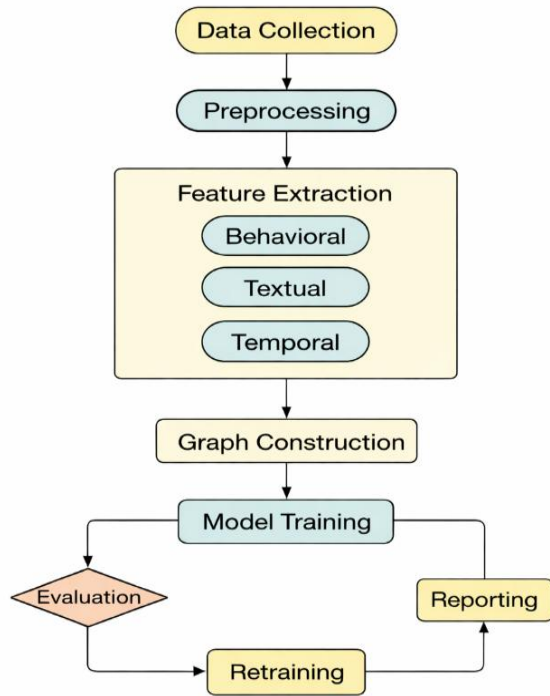 Data Collection
Preprocessing
Feature Extraction
Behavioral
Textual
Temporal
Graph Construction
Model Training
Evaluation
Reporting
Retraining